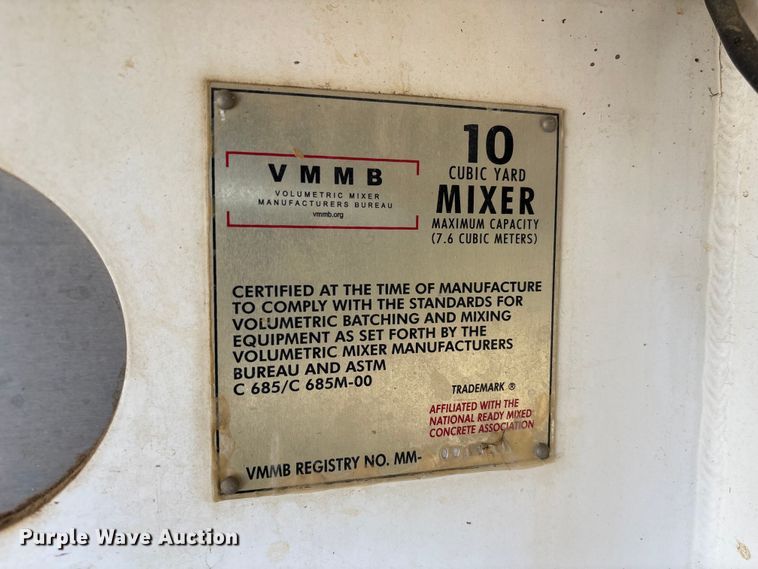 VMMB
VOLUMETRIC MIXER
MANUFACTURERS BUREAU
vmmb.org
10
CUBIC YARD
MIXER
MAXIMUM CAPACITY
(7.6 CUBIC METERS)
CERTIFIED AT THE TIME OF MANUFACTURE
TO COMPLY WITH THE STANDARDS FOR
VOLUMETRIC BATCHING AND MIXING
EQUIPMENT AS SET FORTH BY THE
VOLUMETRIC MIXER MANUFACTURERS
BUREAU AND ASTM
C 685/C 685M-00
TRADEMARK ®
AFFILIATED WITH THE
NATIONAL READY MIXED
CONCRETE ASSOCIATION
VMMB REGISTRY NO. MM-
Purple Wave Auction